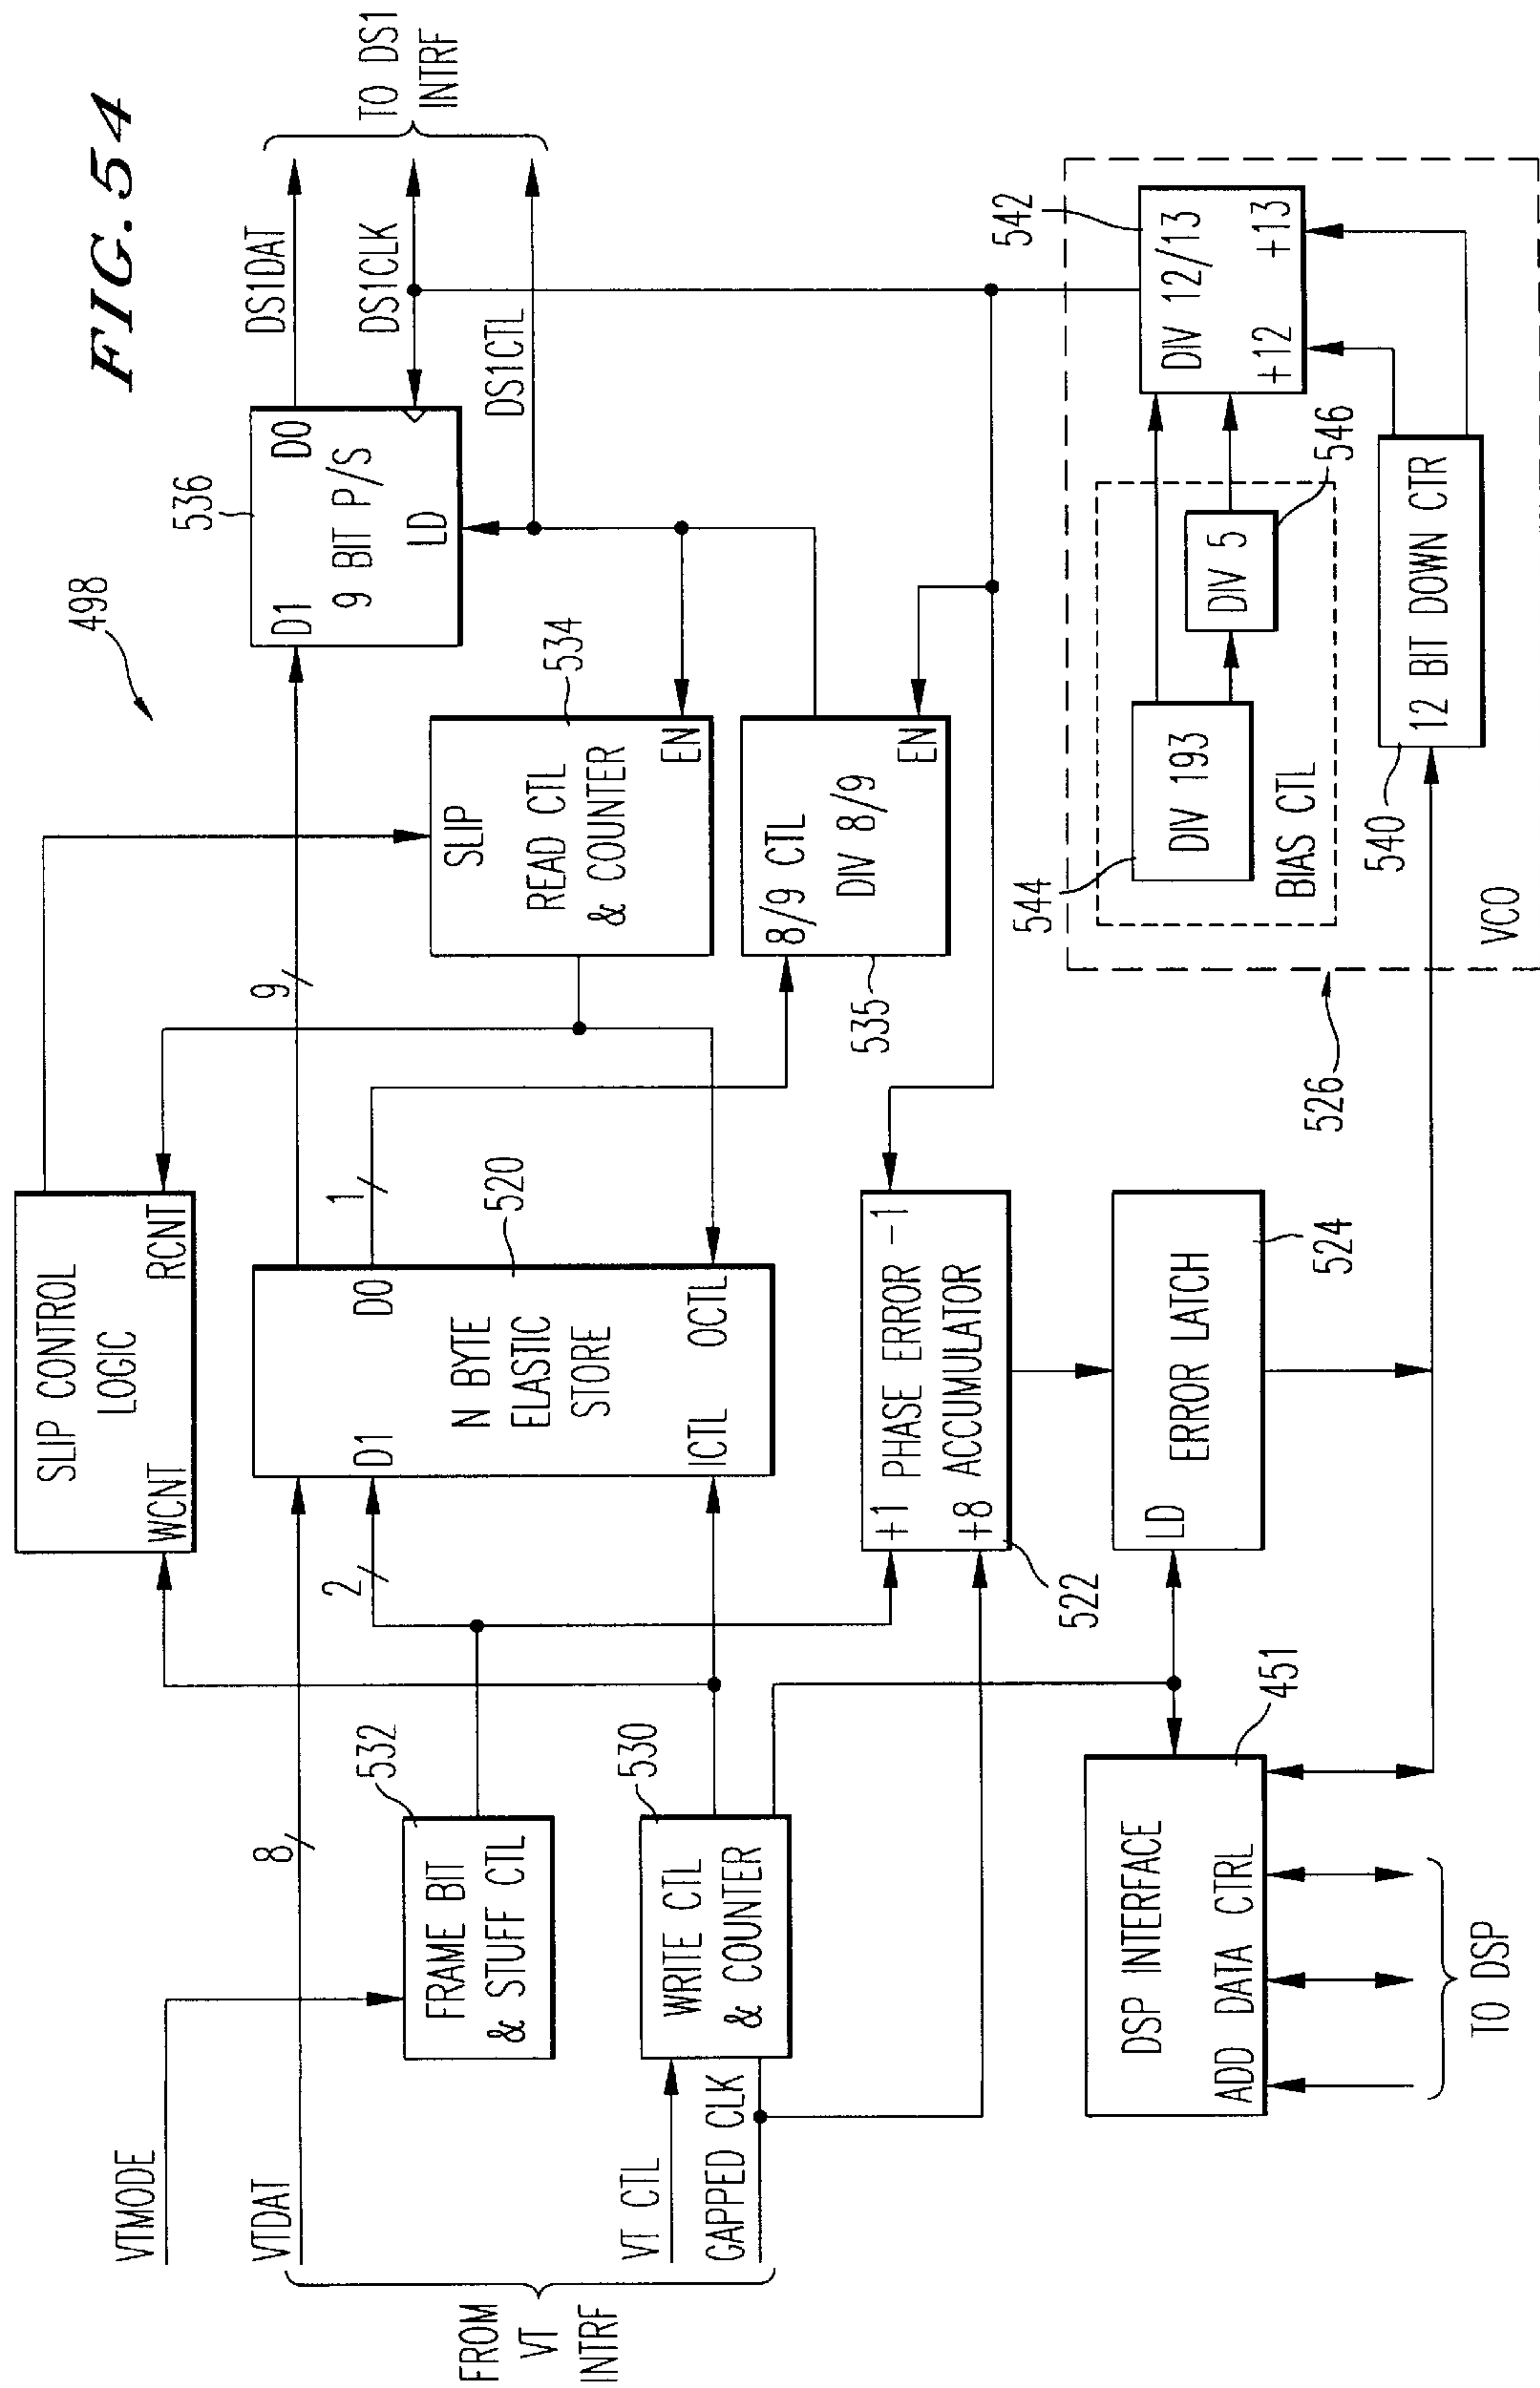 FIG. 54
498
SLIP CONTROL
LOGIC
WCNT
RCNT
VTMODE
VTDAT
8
2
D1
D0
9
1
N BYTE
ELASTIC
STORE
520
ICTL
OCTL
FRAME BIT
& STUFF CTL
532
WRITE CTL
& COUNTER
530
VT CTL
GAPPED CLK
FROM
VT
INTRF
SLIP
READ CTL
& COUNTER
EN
534
8/9 CTL
DIV 8/9
EN
535
536
D1
D0
9 BIT P/S
LD
DS1DAT
DS1CLK
DS1CTL
TO DS1
INTRF
+1 PHASE ERROR -1
+8 ACCUMULATOR
522
LD
ERROR LATCH
524
DSP INTERFACE
ADD DATA CTRL
451
TO DSP
526
542
DIV 12/13
+12
+13
544
DIV 193
DIV 5
546
BIAS CTL
540
12 BIT DOWN CTR
VCO